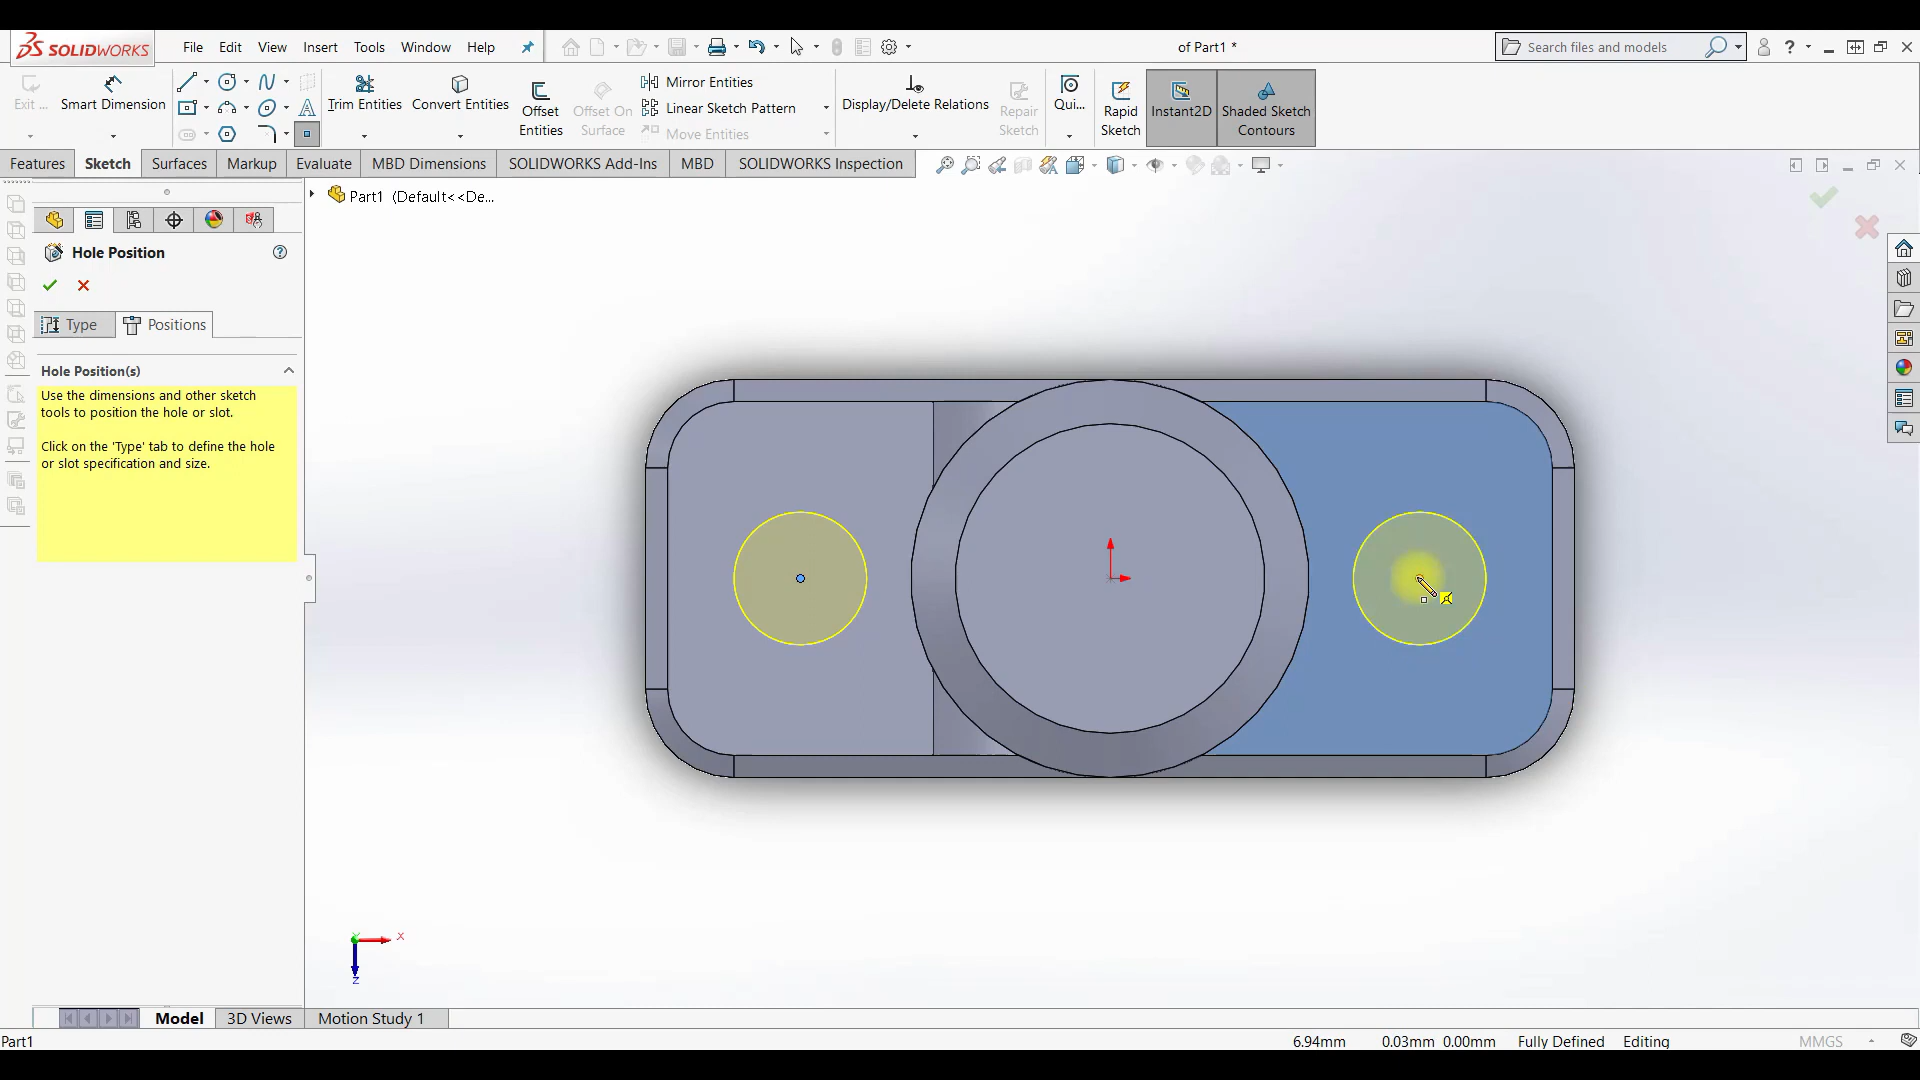 SOLIDWORKS File Edit View Insert Tools Window Help of Part1 * Search files and models ?
Exit ... Smart Dimension Trim Entities Convert Entities Offset Entities Offset On Surface Mirror Entities Display/Delete Relations Repair Sketch Qui... Rapid Sketch Instant2D Shaded Sketch Contours
Linear Sketch Pattern
Move Entities
Features Sketch Surfaces Markup Evaluate MBD Dimensions SOLIDWORKS Add-Ins MBD SOLIDWORKS Inspection
Part1 (Default<<De...
Hole Position ?
Type Positions
Hole Position(s)
Use the dimensions and other sketch
tools to position the hole or slot.
Click on the 'Type' tab to define the hole
or slot specification and size.
Y X
Z
Model 3D Views Motion Study 1
Part1 6.94mm 0.03mm 0.00mm Fully Defined Editing MMGS